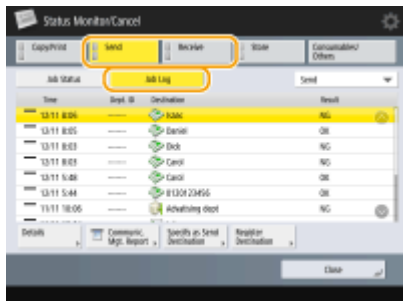 Status Monitor/Cancel
Copy/Print
Send
Receive
Store
Consumables/
Others
Job Status
Job Log
Send
Time
Dept. ID
Destination
Result
12/11 8:06 ------ Isaac NG
12/11 8:05 ------ Daniel OK
12/11 8:03 ------ Dick NG
12/11 8:03 ------ Carol NG
12/11 5:48 ------ Carol OK
12/11 5:44 ------ 0120123456 OK
11/11 18:06 ------ Advatising dept NG
Details
Communic.
Mgt. Report
Specify as Send
Destination
Register
Destination
Close